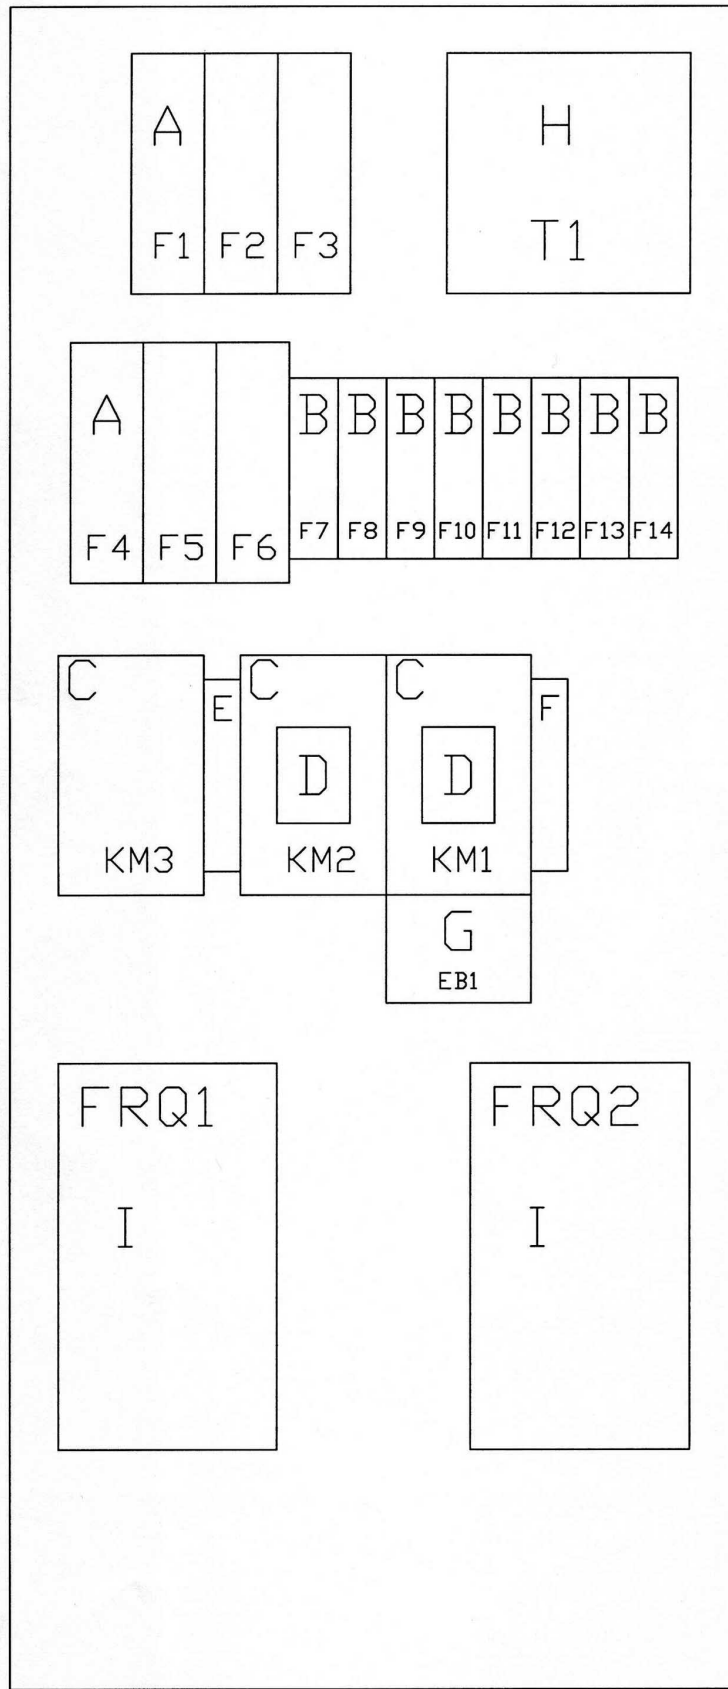 A H
F1 F2 F3 T1
A B B B B B B B B
F4 F5 F6 F7 F8 F9 F10 F11 F12 F13 F14
C E C C F
D D
KM3 KM2 KM1
G
EB1
FRQ1 FRQ2
I I